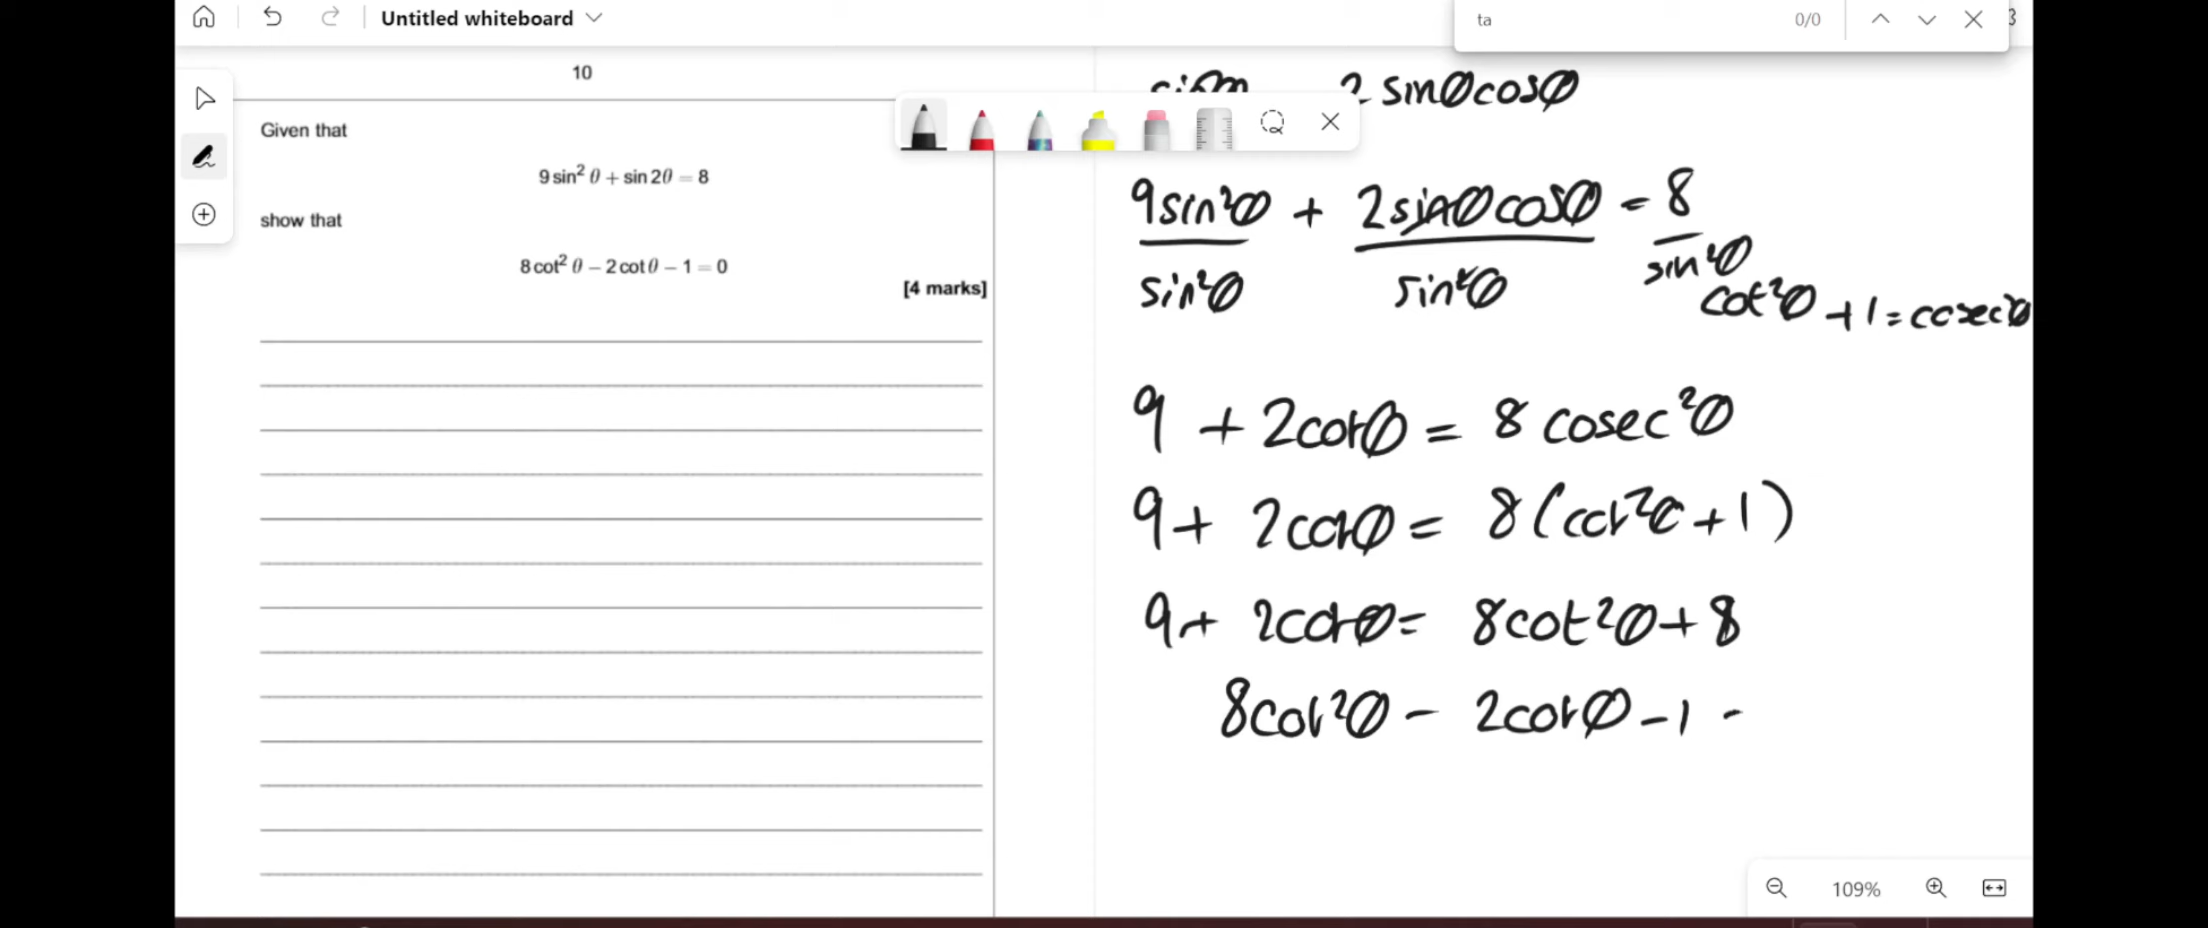 Untitled whiteboard
ta
0/0
10
Given that
9 sin² θ + sin 2θ = 8
show that
8 cot² θ – 2 cot θ – 1 = 0
[4 marks]
2 sinθcosθ
9sin²θ + 2sinθcosθ = 8
sin²θ sin²θ sin²θ
cot²θ + 1 = cosec²θ
9 + 2cotθ = 8 cosec²θ
9 + 2cotθ = 8(cot²θ + 1)
9 + 2cotθ = 8cot²θ + 8
8cot²θ - 2cotθ - 1 -
109%